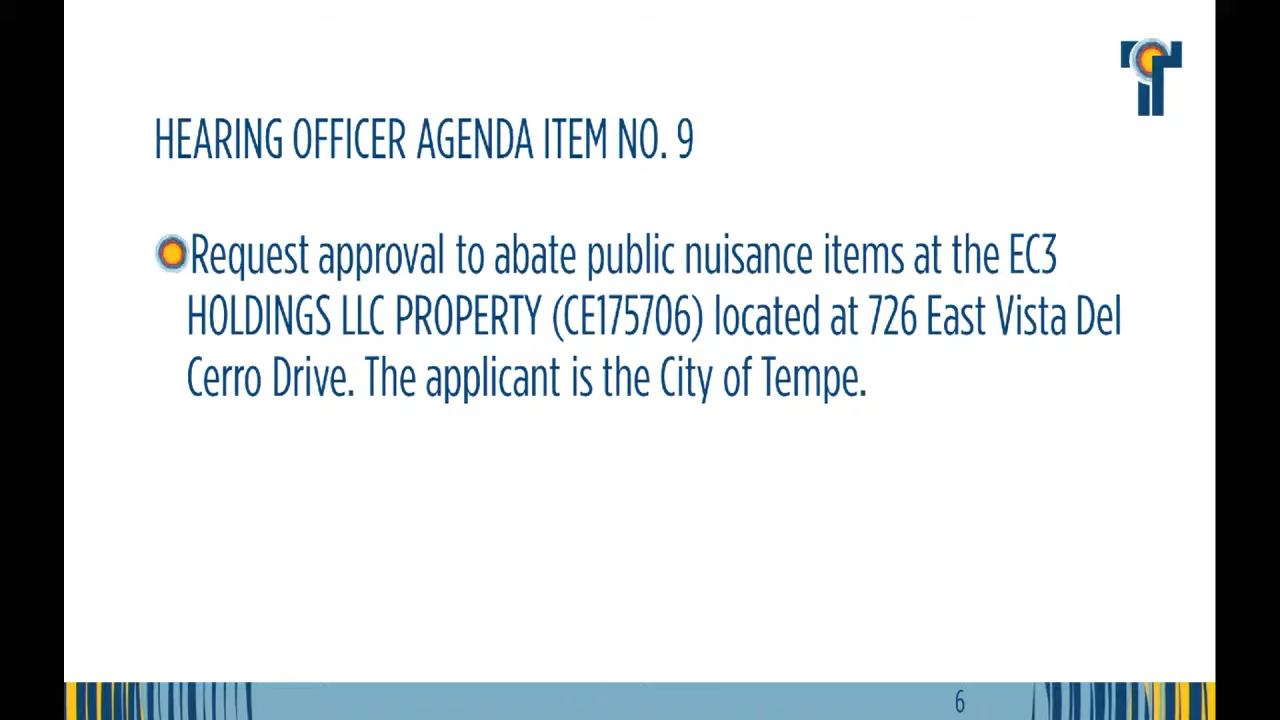 HEARING OFFICER AGENDA ITEM NO. 9
Request approval to abate public nuisance items at the EC3
HOLDINGS LLC PROPERTY (CE175706) located at 726 East Vista Del
Cerro Drive. The applicant is the City of Tempe.
6